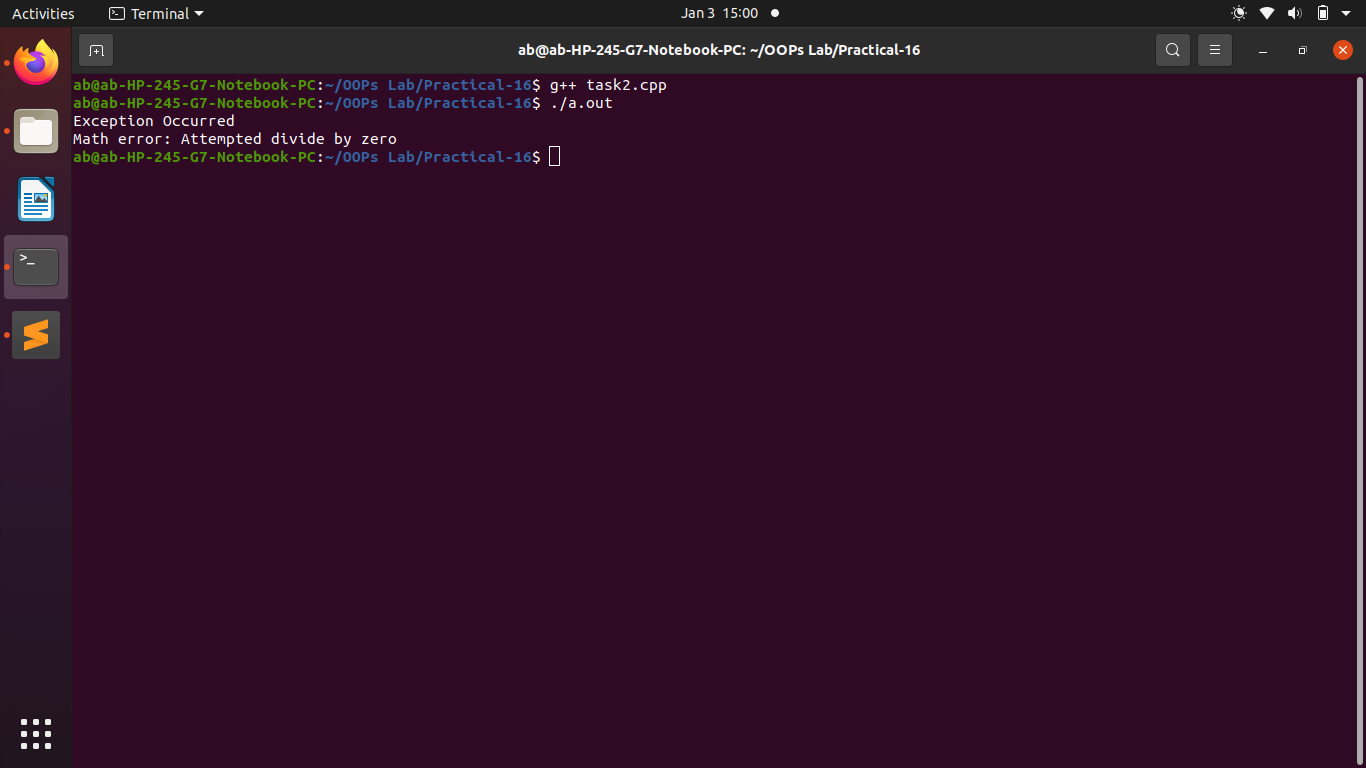 Activities Terminal Jan 3 15:00
ab@ab-HP-245-G7-Notebook-PC: ~/OOPs Lab/Practical-16
ab@ab-HP-245-G7-Notebook-PC:~/OOPs Lab/Practical-16$ g++ task2.cpp
ab@ab-HP-245-G7-Notebook-PC:~/OOPs Lab/Practical-16$ ./a.out
Exception Occurred
Math error: Attempted divide by zero
ab@ab-HP-245-G7-Notebook-PC:~/OOPs Lab/Practical-16$